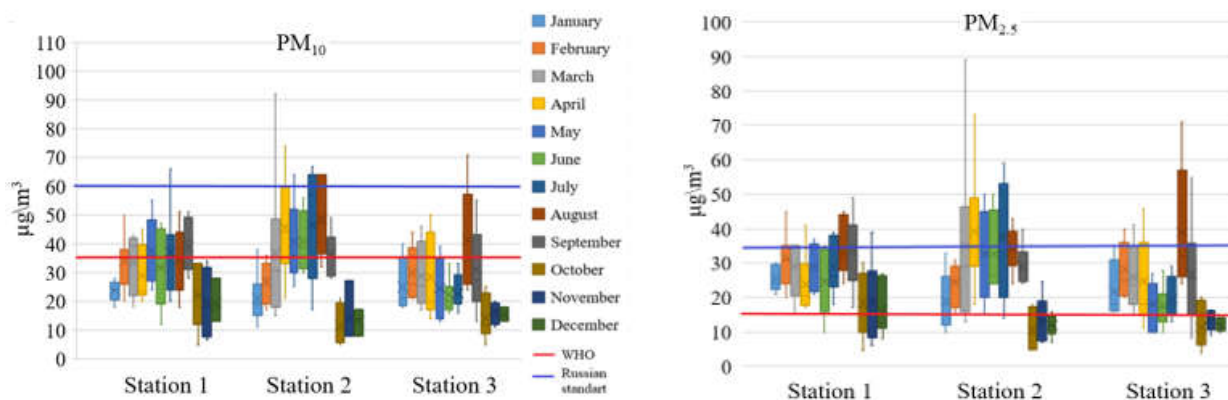 PM₁₀
110
100
90
80
70
60
50
40
30
20
10
0
µg\m³
Station 1
Station 2
Station 3
January
February
March
April
May
June
July
August
September
October
November
December
WHO
Russian
standart
PM₂.₅
100
90
80
70
60
50
40
30
20
10
0
µg\m³
Station 1
Station 2
Station 3